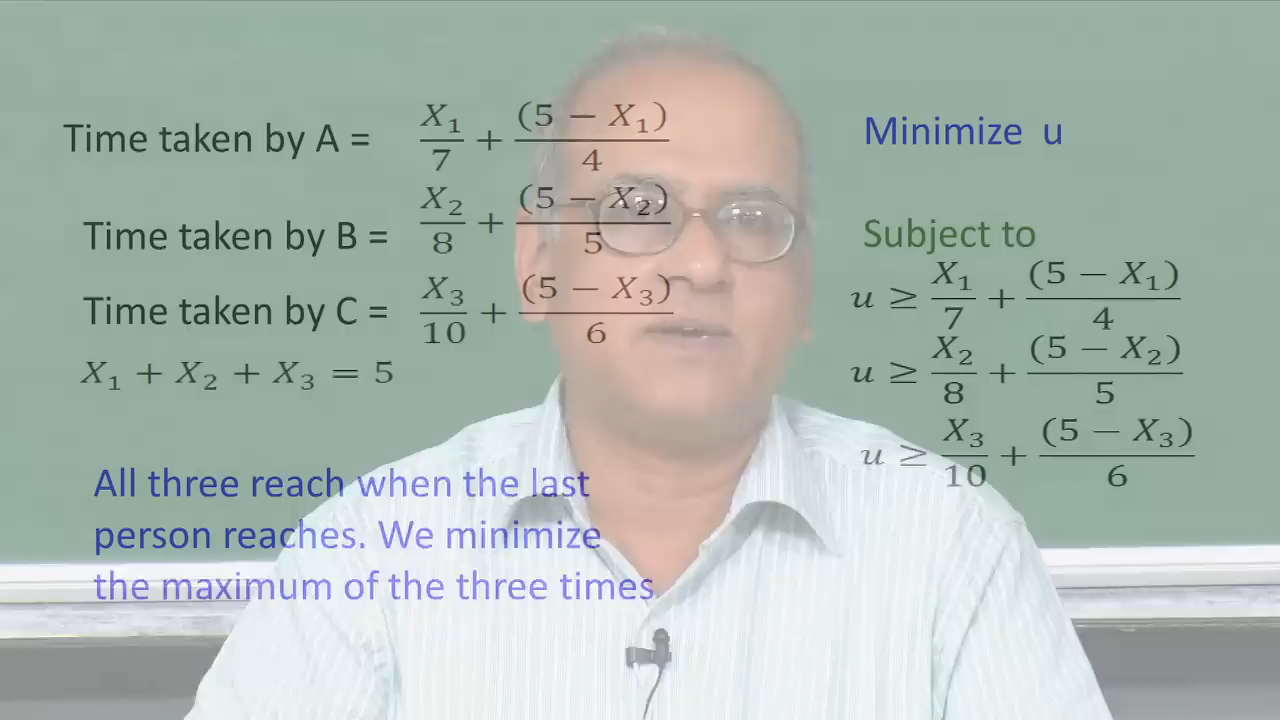 Time taken by A = X₁/7 + (5 − X₁)/4
Time taken by B = X₂/8 + (5 − X₂)/5
Time taken by C = X₃/10 + (5 − X₃)/6
X₁ + X₂ + X₃ = 5
All three reach when the last
person reaches. We minimize
the maximum of the three times
Minimize u
Subject to
u ≥ X₁/7 + (5 − X₁)/4
u ≥ X₂/8 + (5 − X₂)/5
u ≥ X₃/10 + (5 − X₃)/6